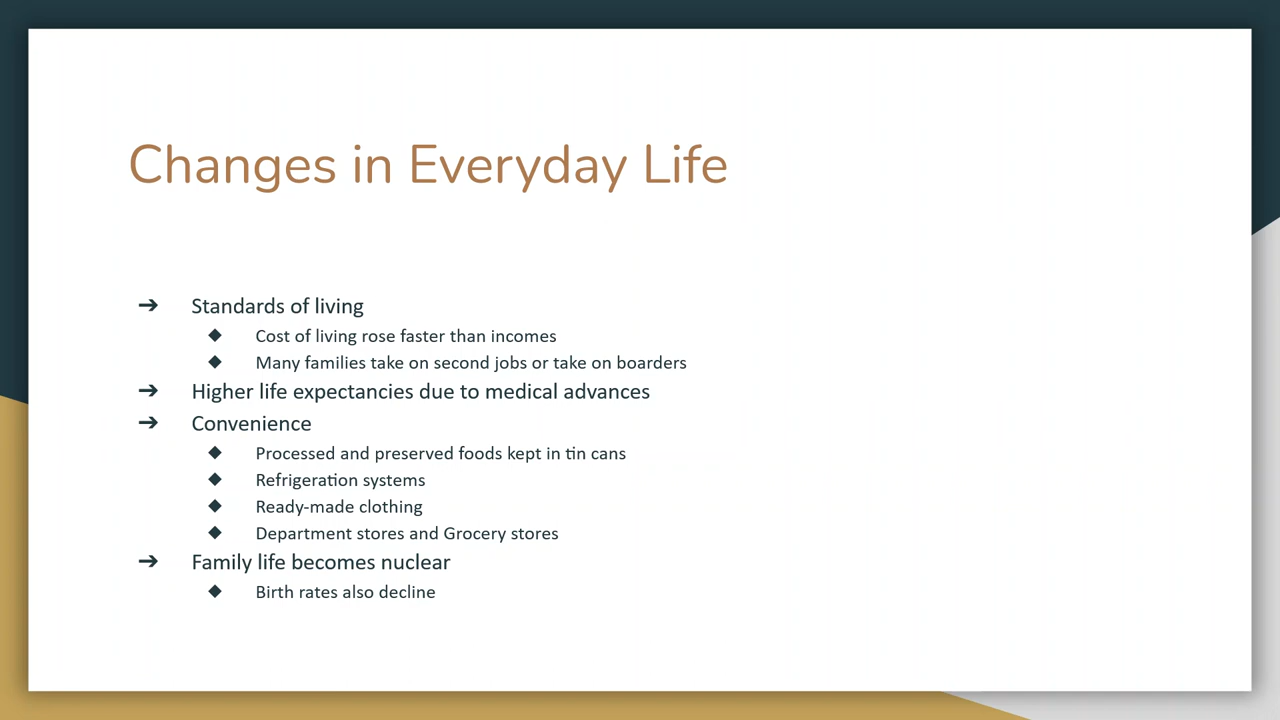 Changes in Everyday Life
➔ Standards of living
◆ Cost of living rose faster than incomes
◆ Many families take on second jobs or take on boarders
➔ Higher life expectancies due to medical advances
➔ Convenience
◆ Processed and preserved foods kept in tin cans
◆ Refrigeration systems
◆ Ready-made clothing
◆ Department stores and Grocery stores
➔ Family life becomes nuclear
◆ Birth rates also decline